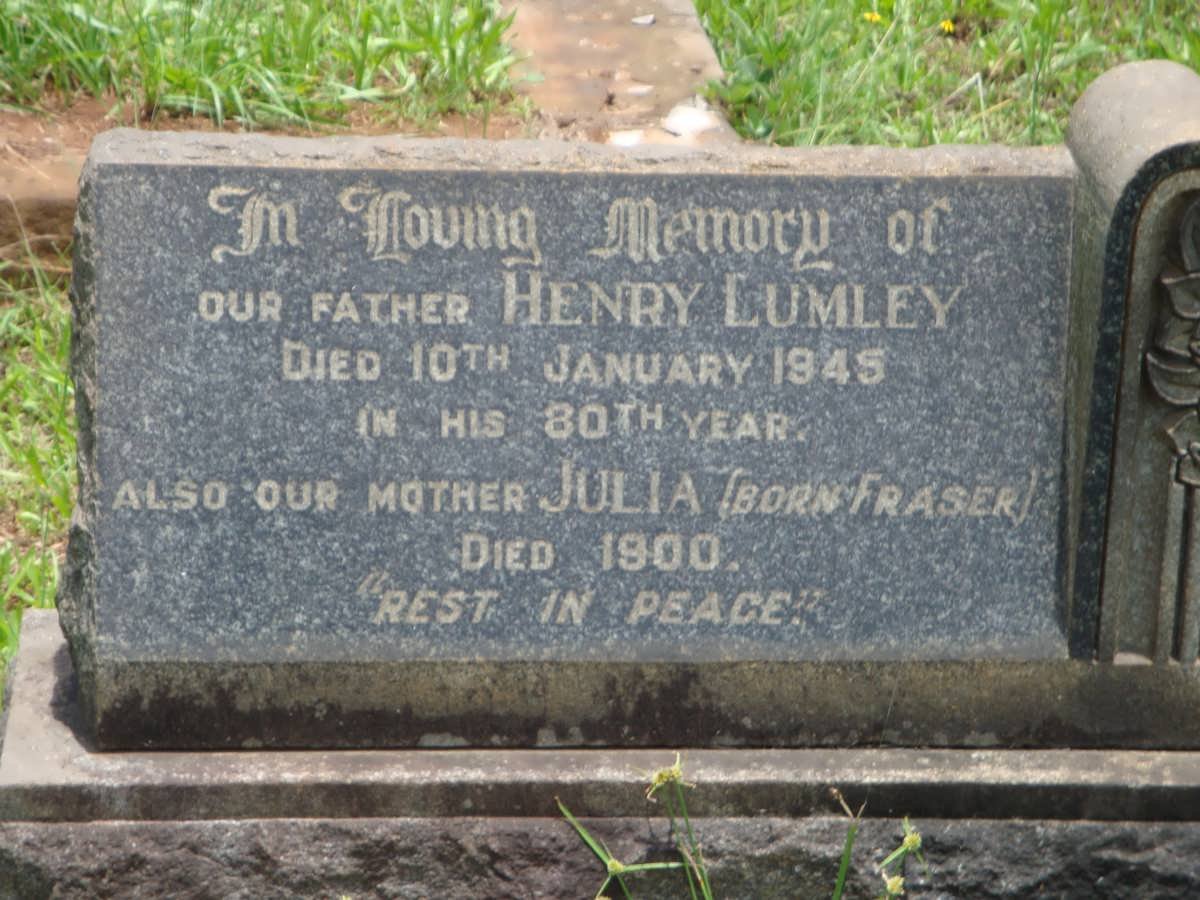 In Loving Memory of
OUR FATHER HENRY LUMLEY
DIED 10TH JANUARY 1945
IN HIS 80TH YEAR.
ALSO OUR MOTHER JULIA (BORN FRASER)
DIED 1900.
"REST IN PEACE."